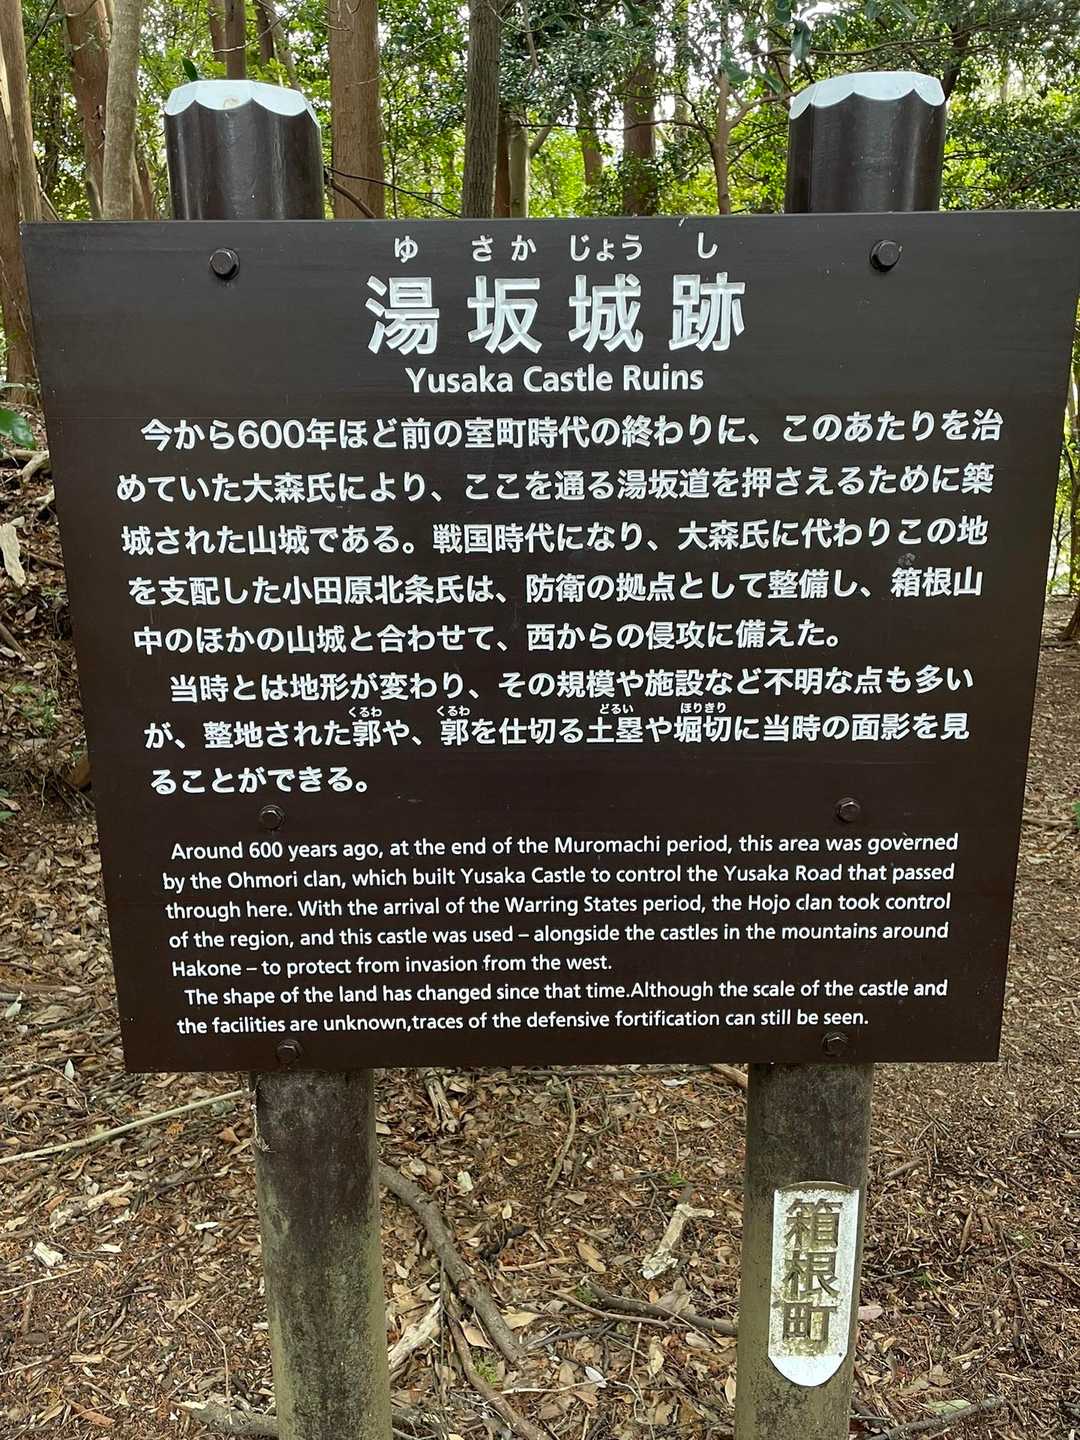 ゆ さか じょう し
湯坂城跡
Yusaka Castle Ruins
今から600年ほど前の室町時代の終わりに、このあたりを治
めていた大森氏により、ここを通る湯坂道を押さえるために築
城された山城である。戦国時代になり、大森氏に代わりこの地
を支配した小田原北条氏は、防衛の拠点として整備し、箱根山
中のほかの山城と合わせて、西からの侵攻に備えた。
当時とは地形が変わり、その規模や施設など不明な点も多い
くるわ くるわ どるい ほりきり
が、整地された郭や、郭を仕切る土塁や堀切に当時の面影を見
ることができる。
Around 600 years ago, at the end of the Muromachi period, this area was governed
by the Ohmori clan, which built Yusaka Castle to control the Yusaka Road that passed
through here. With the arrival of the Warring States period, the Hojo clan took control
of the region, and this castle was used – alongside the castles in the mountains around
Hakone – to protect from invasion from the west.
The shape of the land has changed since that time.Although the scale of the castle and
the facilities are unknown,traces of the defensive fortification can still be seen.
箱根町